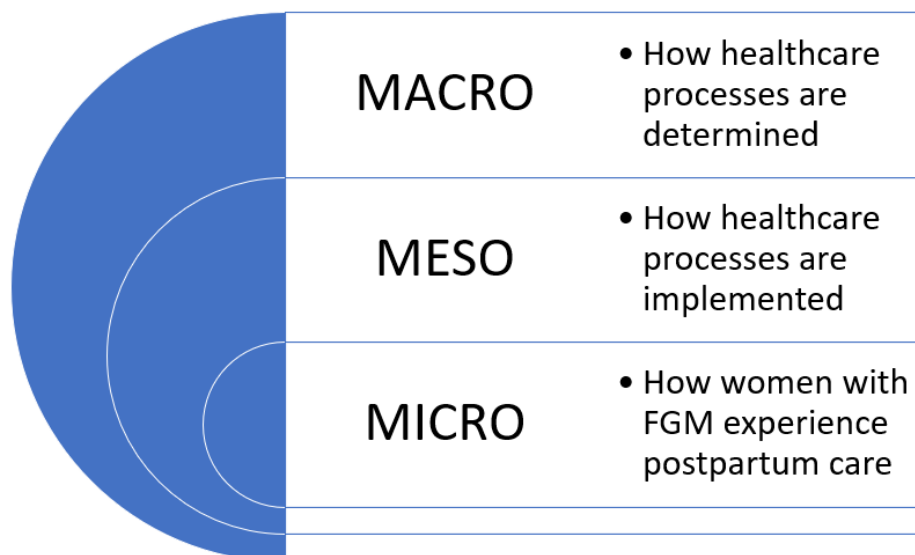 MACRO
• How healthcare
processes are
determined
MESO
• How healthcare
processes are
implemented
MICRO
• How women with
FGM experience
postpartum care